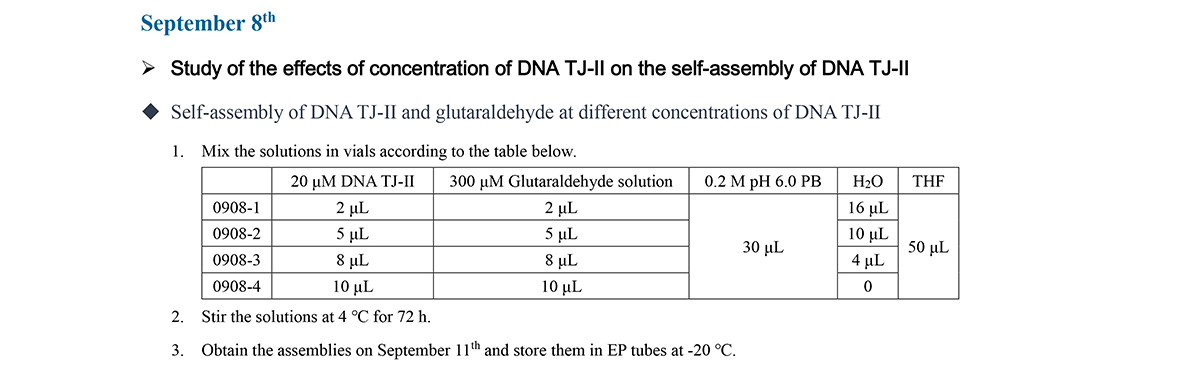 September 8th
➢ Study of the effects of concentration of DNA TJ-II on the self-assembly of DNA TJ-II
◆ Self-assembly of DNA TJ-II and glutaraldehyde at different concentrations of DNA TJ-II
1. Mix the solutions in vials according to the table below.
20 μM DNA TJ-II 300 μM Glutaraldehyde solution 0.2 M pH 6.0 PB H₂O THF
0908-1 2 μL 2 μL 16 μL
0908-2 5 μL 5 μL 10 μL
30 μL 50 μL
0908-3 8 μL 8 μL 4 μL
0908-4 10 μL 10 μL 0
2. Stir the solutions at 4 °C for 72 h.
3. Obtain the assemblies on September 11th and store them in EP tubes at -20 °C.